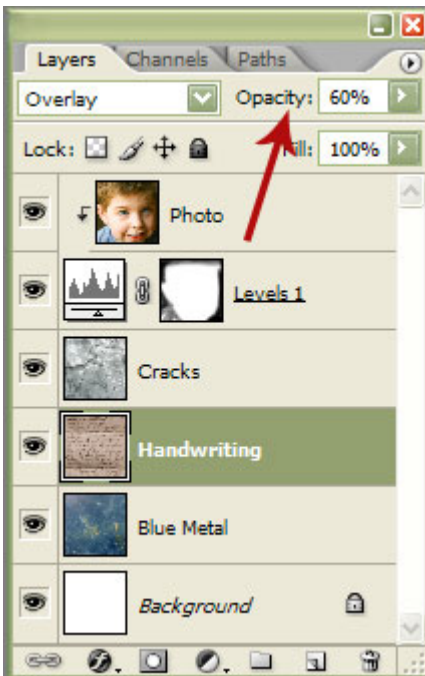 Layers Channels Paths
Overlay Opacity: 60%
Lock: Fill: 100%
Photo
Levels 1
Cracks
Handwriting
Blue Metal
Background